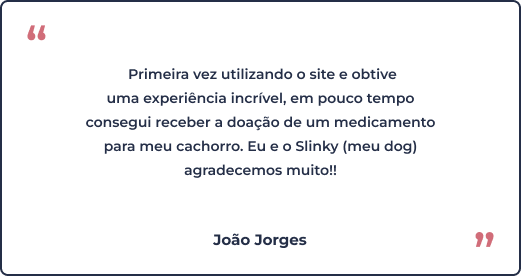 “
Primeira vez utilizando o site e obtive
uma experiência incrível, em pouco tempo
consegui receber a doação de um medicamento
para meu cachorro. Eu e o Slinky (meu dog)
agradecemos muito!!
João Jorges
”